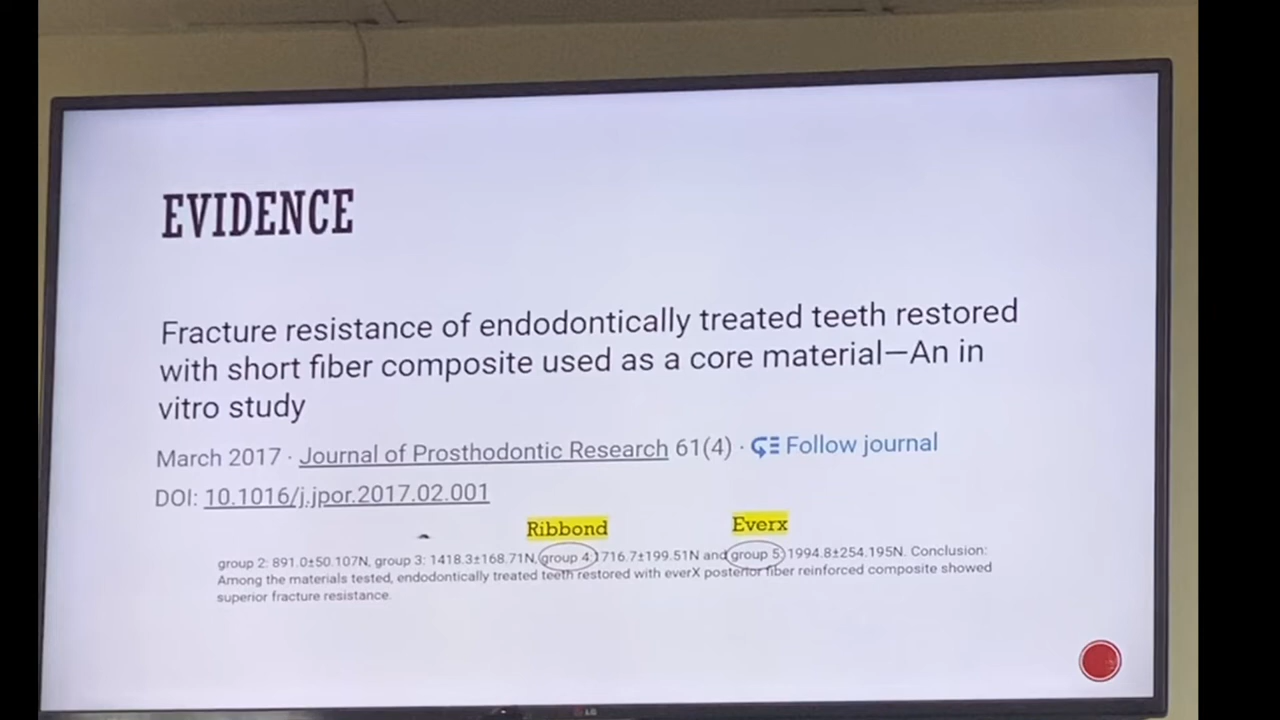 EVIDENCE
Fracture resistance of endodontically treated teeth restored
with short fiber composite used as a core material—An in
vitro study
March 2017 · Journal of Prosthodontic Research 61(4) · Follow journal
DOI: 10.1016/j.jpor.2017.02.001
Ribbond Everx
group 2: 891.0±50.107N, group 3: 1418.3±168.71N, group 4:1716.7±199.51N and group 5: 1994.8±254.195N. Conclusion:
Among the materials tested, endodontically treated teeth restored with everX posterior fiber reinforced composite showed
superior fracture resistance.
LG